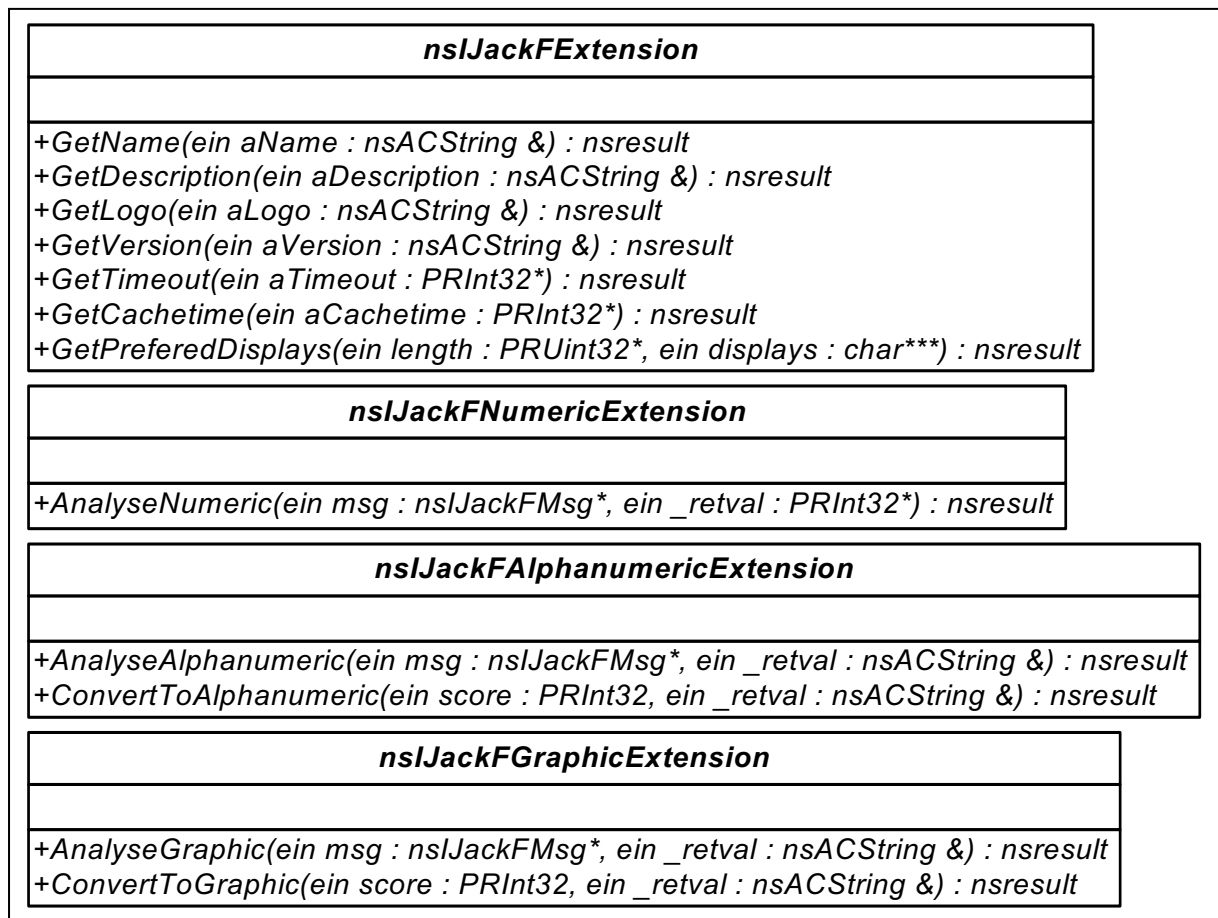 nsIJackFExtension
+GetName(ein aName : nsACString &) : nsresult
+GetDescription(ein aDescription : nsACString &) : nsresult
+GetLogo(ein aLogo : nsACString &) : nsresult
+GetVersion(ein aVersion : nsACString &) : nsresult
+GetTimeout(ein aTimeout : PRInt32*) : nsresult
+GetCachetime(ein aCachetime : PRInt32*) : nsresult
+GetPreferedDisplays(ein length : PRUint32*, ein displays : char***) : nsresult
nsIJackFNumericExtension
+AnalyseNumeric(ein msg : nsIJackFMsg*, ein _retval : PRInt32*) : nsresult
nsIJackFAlphanumericExtension
+AnalyseAlphanumeric(ein msg : nsIJackFMsg*, ein _retval : nsACString &) : nsresult
+ConvertToAlphanumeric(ein score : PRInt32, ein _retval : nsACString &) : nsresult
nsIJackFGraphicExtension
+AnalyseGraphic(ein msg : nsIJackFMsg*, ein _retval : nsACString &) : nsresult
+ConvertToGraphic(ein score : PRInt32, ein _retval : nsACString &) : nsresult